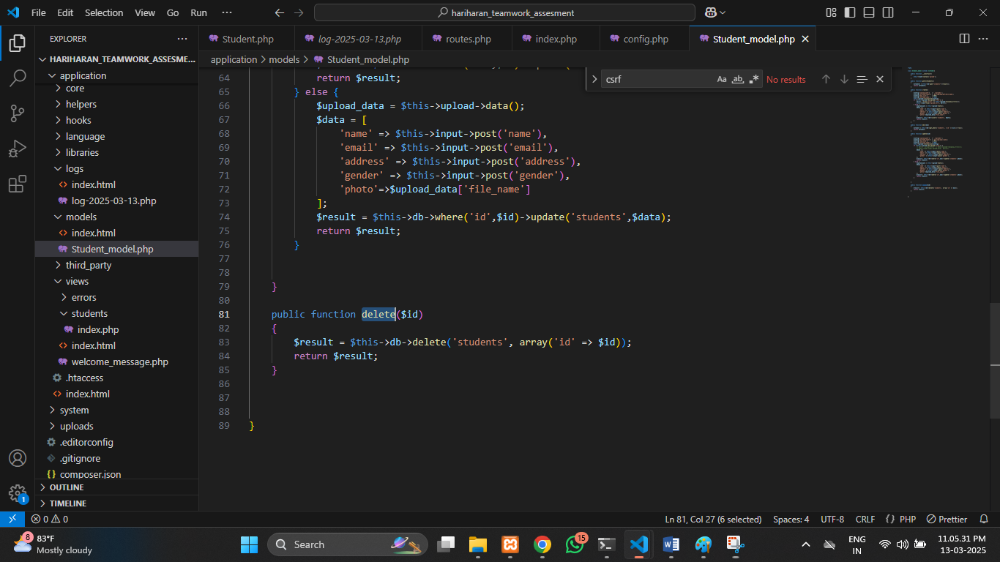 File Edit Selection View Go Run ··· hariharan_teamwork_assesment
EXPLORER ···
Student.php log-2025-03-13.php routes.php index.php config.php Student_model.php
HARIHARAN_TEAMWORK_ASSESM...
application > models > Student_model.php
application
core
helpers
hooks
language
libraries
logs
index.html
log-2025-03-13.php
models
index.html
Student_model.php
third_party
views
errors
students
index.php
index.html
welcome_message.php
.htaccess
index.html
system
uploads
.editorconfig
.gitignore
composer.json
OUTLINE
TIMELINE
csrf Aa ab .* No results
64 return $result;
65 } else {
66 $upload_data = $this->upload->data();
67 $data = [
68 'name' => $this->input->post('name'),
69 'email' => $this->input->post('email'),
70 'address' => $this->input->post('address'),
71 'gender' => $this->input->post('gender'),
72 'photo'=>$upload_data['file_name']
73 ];
74 $result = $this->db->where('id',$id)->update('students',$data);
75 return $result;
76 }
77
78
79 }
80
81 public function delete($id)
82 {
83 $result = $this->db->delete('students', array('id' => $id));
84 return $result;
85 }
86
87
88
89 }
1
0 0 Ln 81, Col 27 (6 selected) Spaces: 4 UTF-8 CRLF {} PHP Prettier
8 83°F
Mostly cloudy
Search
15
ENG
IN
11.05.31 PM
13-03-2025